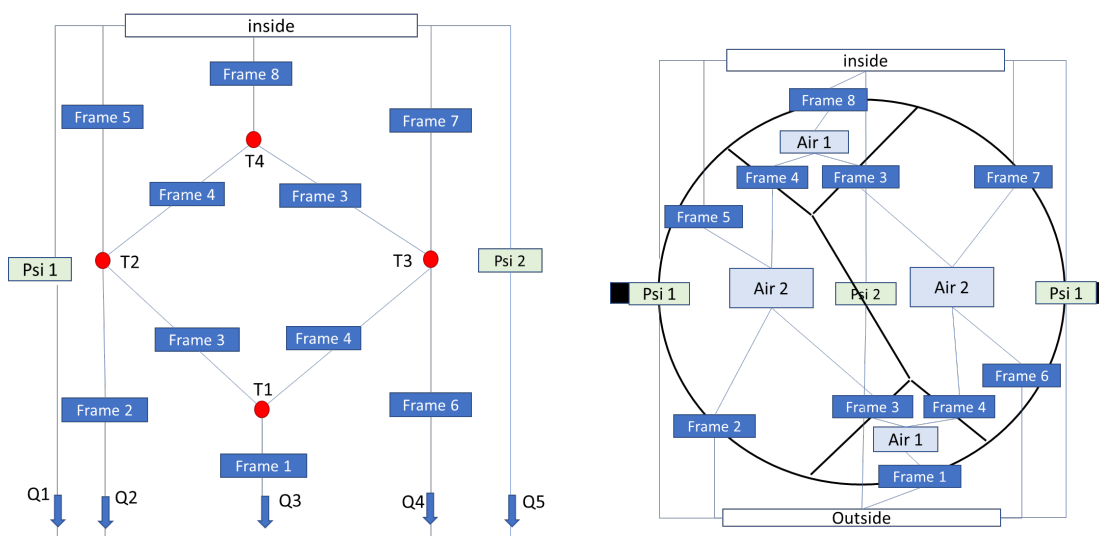 inside
Frame 8
Frame 5
Frame 7
T4
Frame 4
Frame 3
T2
T3
Psi 1
Psi 2
Frame 3
Frame 4
T1
Frame 2
Frame 6
Frame 1
Q1
Q2
Q3
Q4
Q5
inside
Frame 8
Air 1
Frame 4
Frame 3
Frame 7
Frame 5
Air 2
Air 2
Psi 1
Psi 2
Psi 1
Frame 6
Frame 3
Frame 4
Frame 2
Air 1
Frame 1
Outside